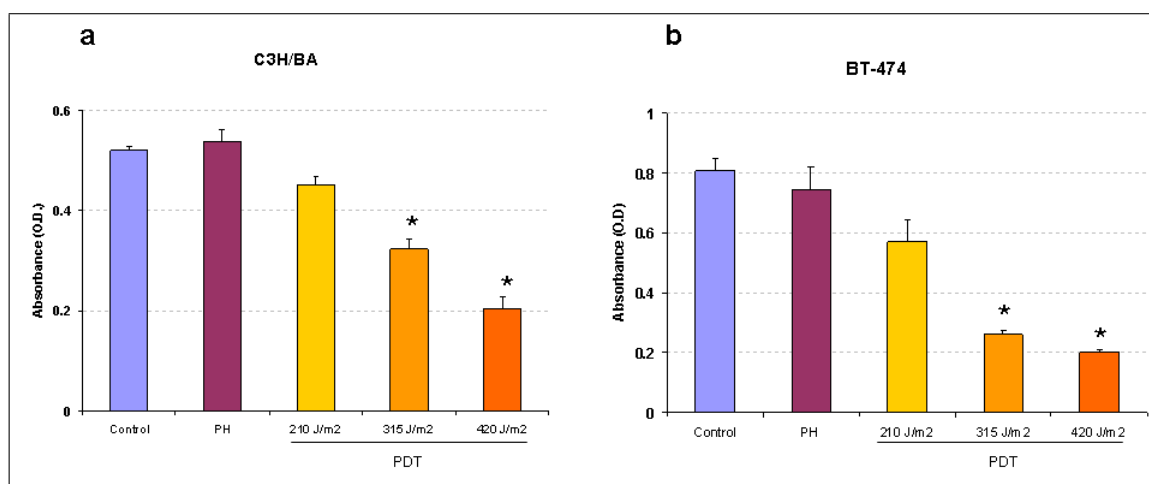 a
C3H/BA
0.6
0.4
0.2
0
Absorbance (O.D.)
*
*
Control PH 210 J/m2 315 J/m2 420 J/m2
PDT
b
BT-474
1
0.8
0.6
0.4
0.2
0
Absorbance (O.D)
*
*
Control PH 210 J/m2 315 J/m2 420 J/m2
PDT